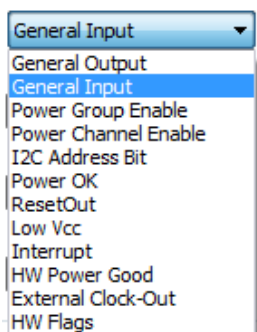 General Input
General Output
General Input
Power Group Enable
Power Channel Enable
I2C Address Bit
Power OK
ResetOut
Low Vcc
Interrupt
HW Power Good
External Clock-Out
HW Flags